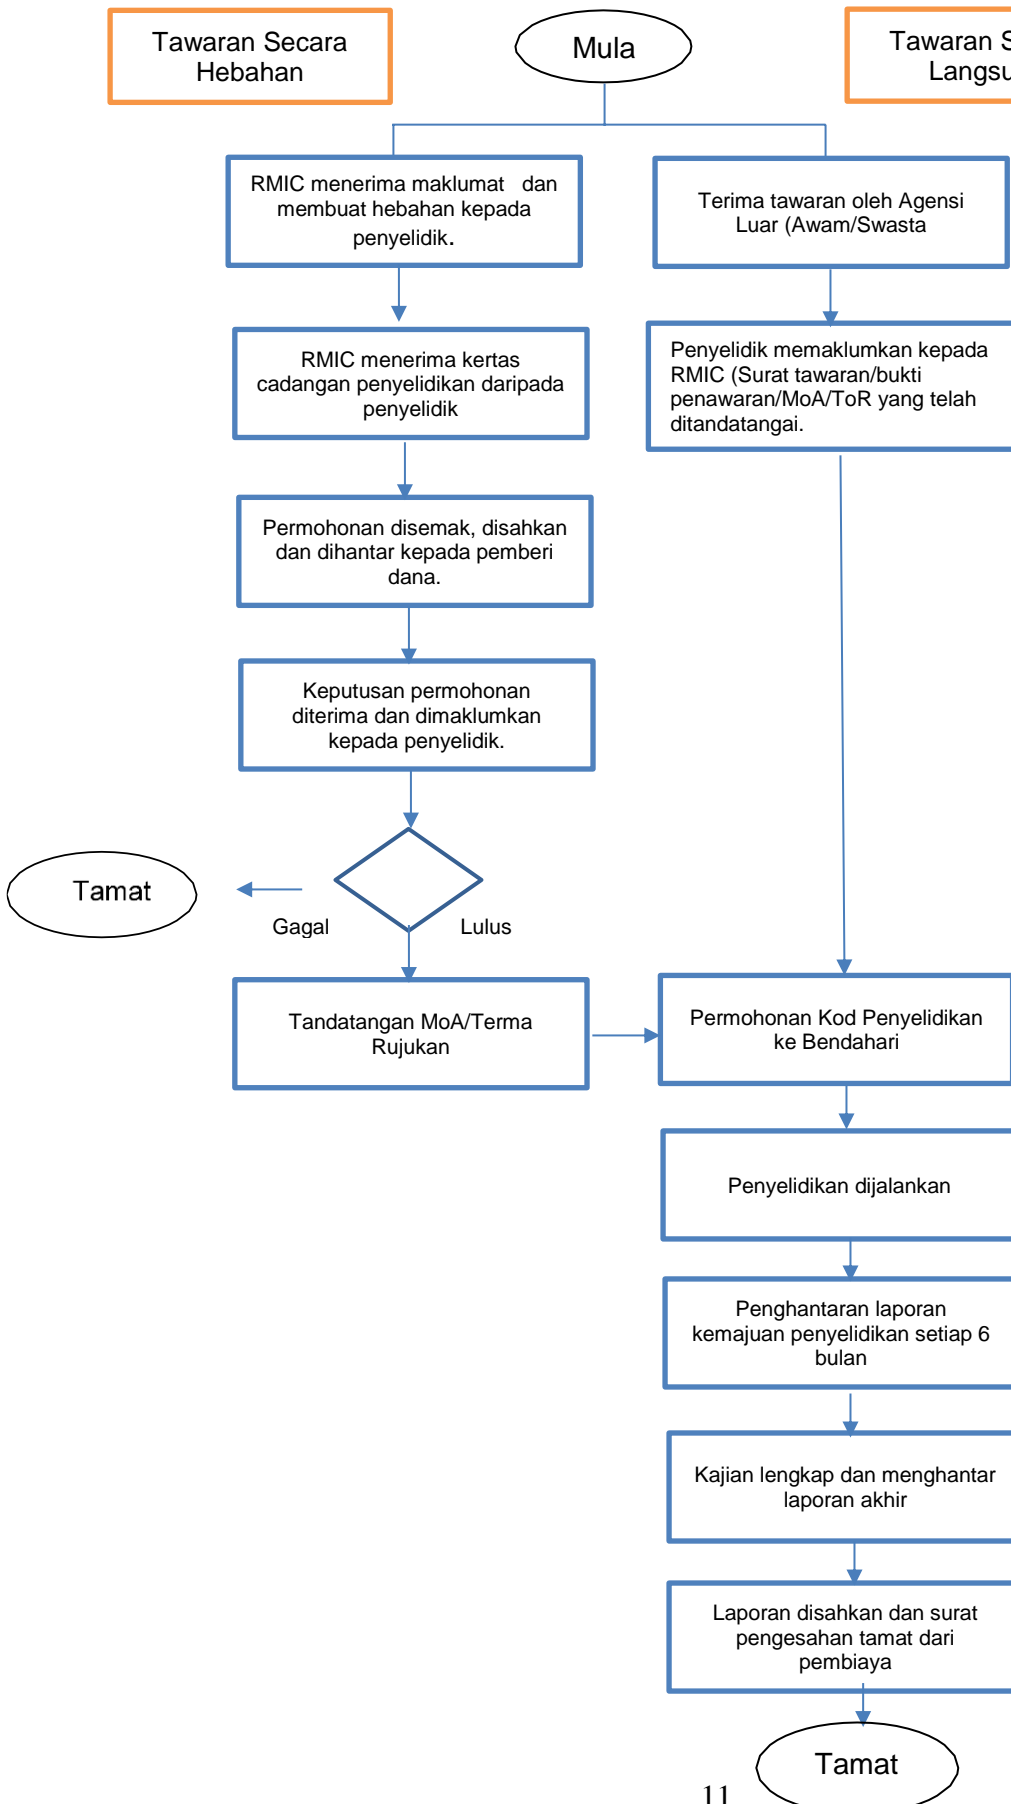 Tawaran Secara
Hebahan
Mula
Tawaran S
Langsu
RMIC menerima maklumat dan
membuat hebahan kepada
penyelidik.
Terima tawaran oleh Agensi
Luar (Awam/Swasta
RMIC menerima kertas
cadangan penyelidikan daripada
penyelidik
Penyelidik memaklumkan kepada
RMIC (Surat tawaran/bukti
penawaran/MoA/ToR yang telah
ditandatangai.
Permohonan disemak, disahkan
dan dihantar kepada pemberi
dana.
Keputusan permohonan
diterima dan dimaklumkan
kepada penyelidik.
Tamat
Gagal
Lulus
Tandatangan MoA/Terma
Rujukan
Permohonan Kod Penyelidikan
ke Bendahari
Penyelidikan dijalankan
Penghantaran laporan
kemajuan penyelidikan setiap 6
bulan
Kajian lengkap dan menghantar
laporan akhir
Laporan disahkan dan surat
pengesahan tamat dari
pembiaya
Tamat
11